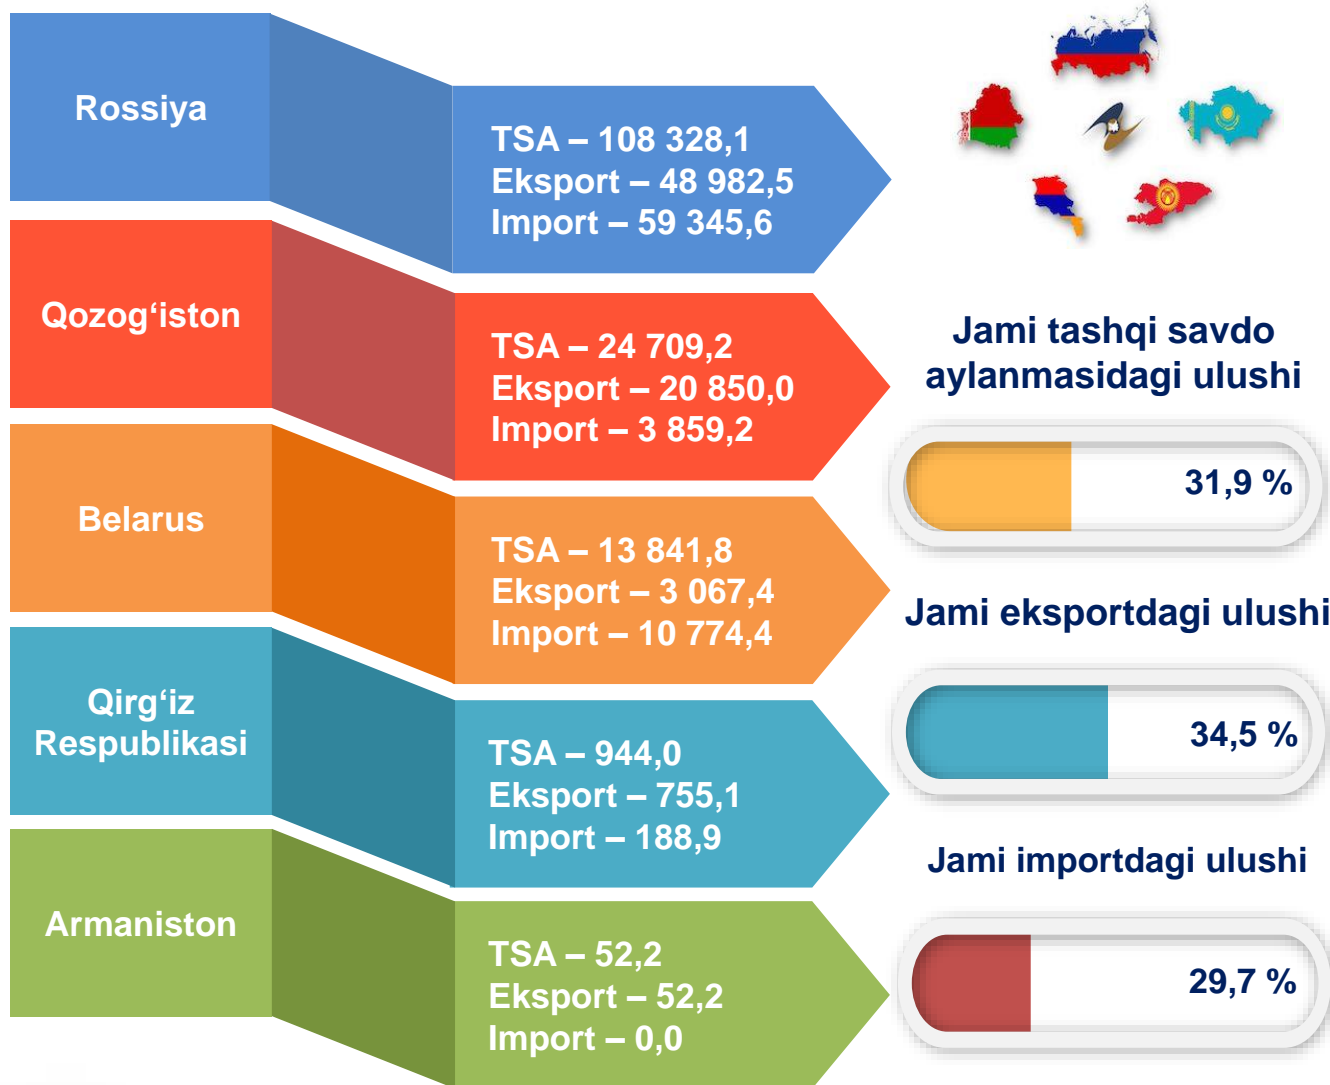 Rossiya
TSA – 108 328,1
Eksport – 48 982,5
Import – 59 345,6
Qozog‘iston
TSA – 24 709,2
Eksport – 20 850,0
Import – 3 859,2
Belarus
TSA – 13 841,8
Eksport – 3 067,4
Import – 10 774,4
Qirg‘iz
Respublikasi
TSA – 944,0
Eksport – 755,1
Import – 188,9
Armaniston
TSA – 52,2
Eksport – 52,2
Import – 0,0
Jami tashqi savdo
aylanmasidagi ulushi
31,9 %
Jami eksportdagi ulushi
34,5 %
Jami importdagi ulushi
29,7 %